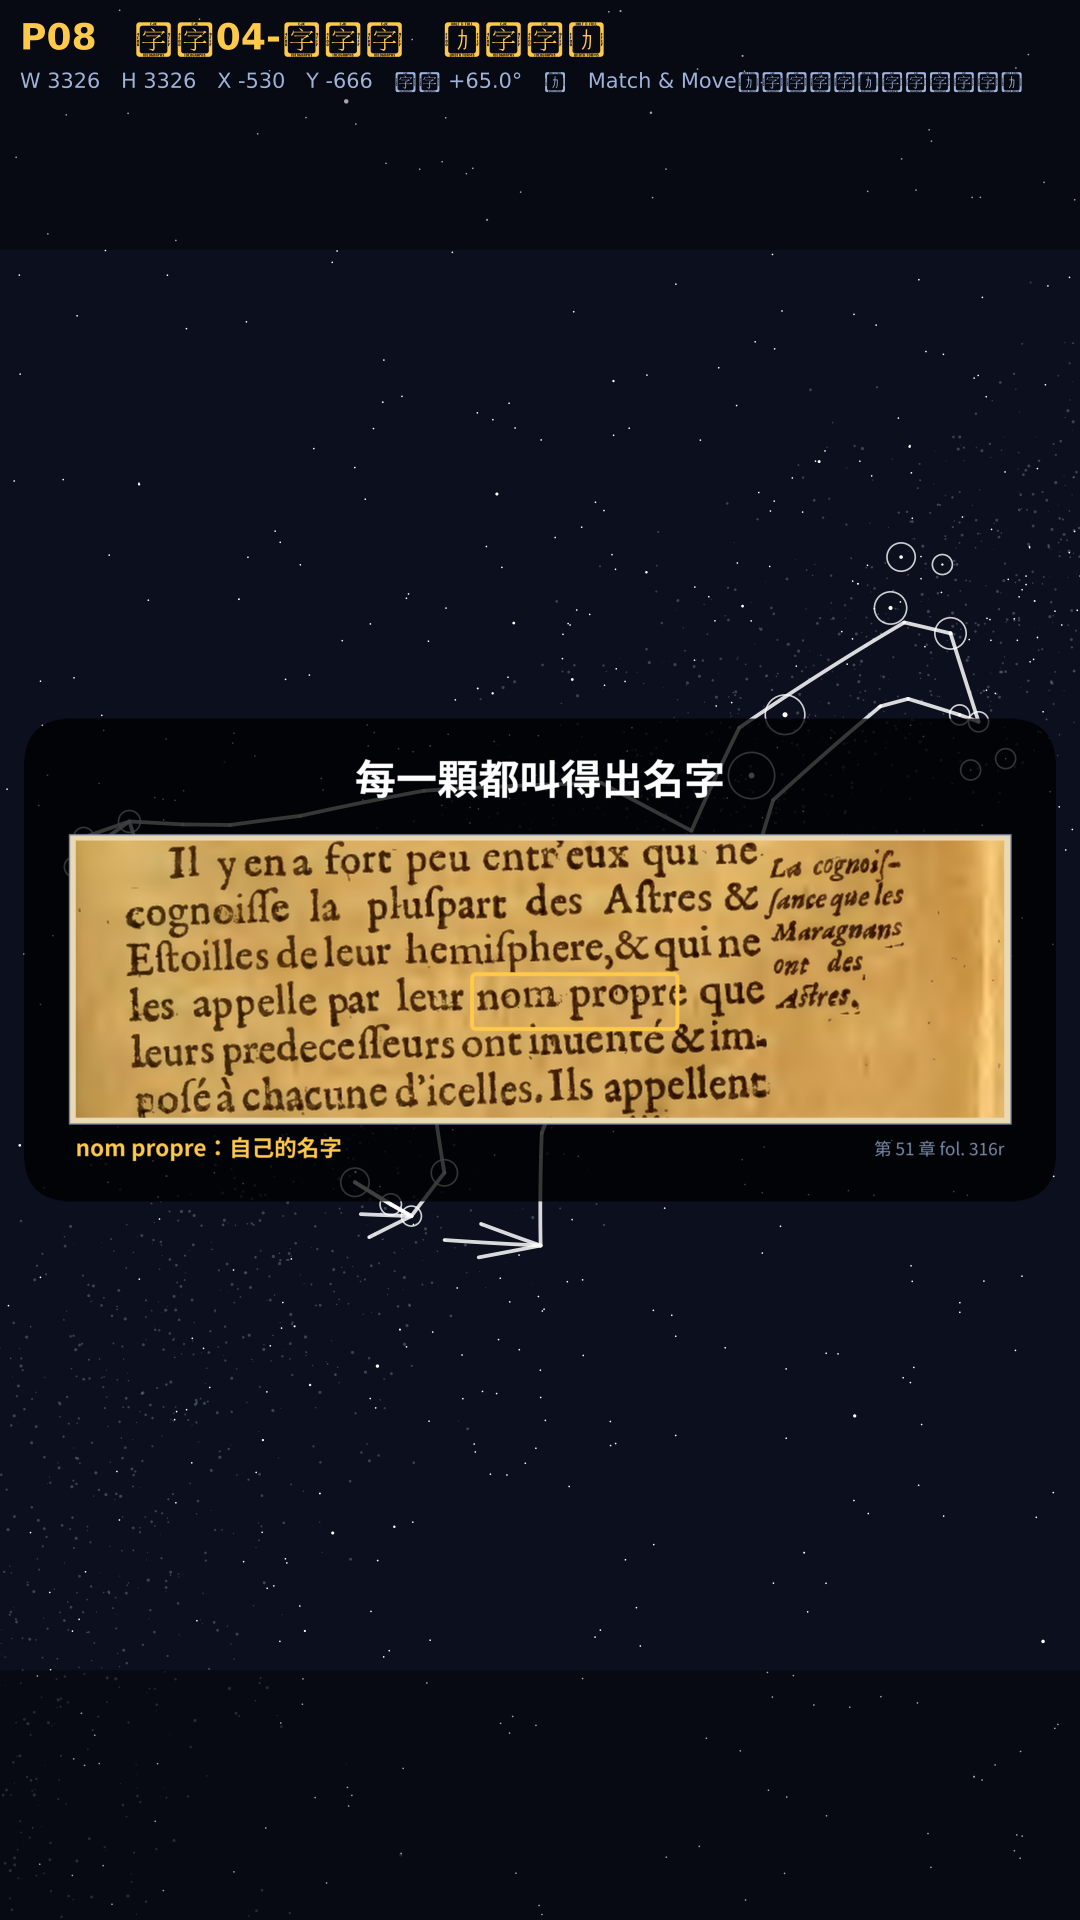 P08 04-
W 3326 H 3326 X -530 Y -666 +65.0° Match & Move
每一顆都叫得出名字
Il y en a fort peu entr'eux qui ne
cognoiſſe la pluſpart des Aſtres &
Eſtoilles de leur hemiſphere, & qui ne
les appelle par leur nom propre que
leurs predeceſſeurs ont inuenté & im-
poſé à chacune d'icelles. Ils appellent
La cognoiſ-
ſance que les
Maragnans
ont des
Aſtres.
nom propre：自己的名字
第 51 章 fol. 316r